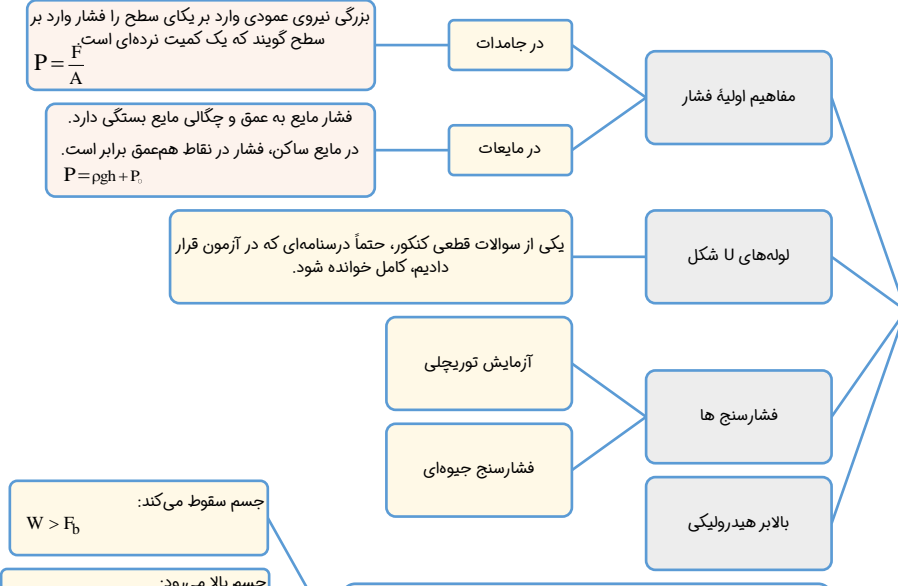 مفاهیم اولیهٔ فشار
در جامدات
بزرگی نیروی عمودی وارد بر یکای سطح را فشار وارد بر
سطح گویند که یک کمیت نرده‌ای است.
P = F/A
در مایعات
فشار مایع به عمق و چگالی مایع بستگی دارد.
در مایع ساکن، فشار در نقاط هم‌عمق برابر است.
P = ρgh + P₀
لوله‌های U شکل
یکی از سوالات قطعی کنکور، حتماً درسنامه‌ای که در آزمون قرار
دادیم، کامل خوانده شود.
فشارسنج ها
آزمایش توریچلی
فشارسنج جیوه‌ای
بالابر هیدرولیکی
جسم سقوط می‌کند:
W > F_b
جسم بالا می‌رود: